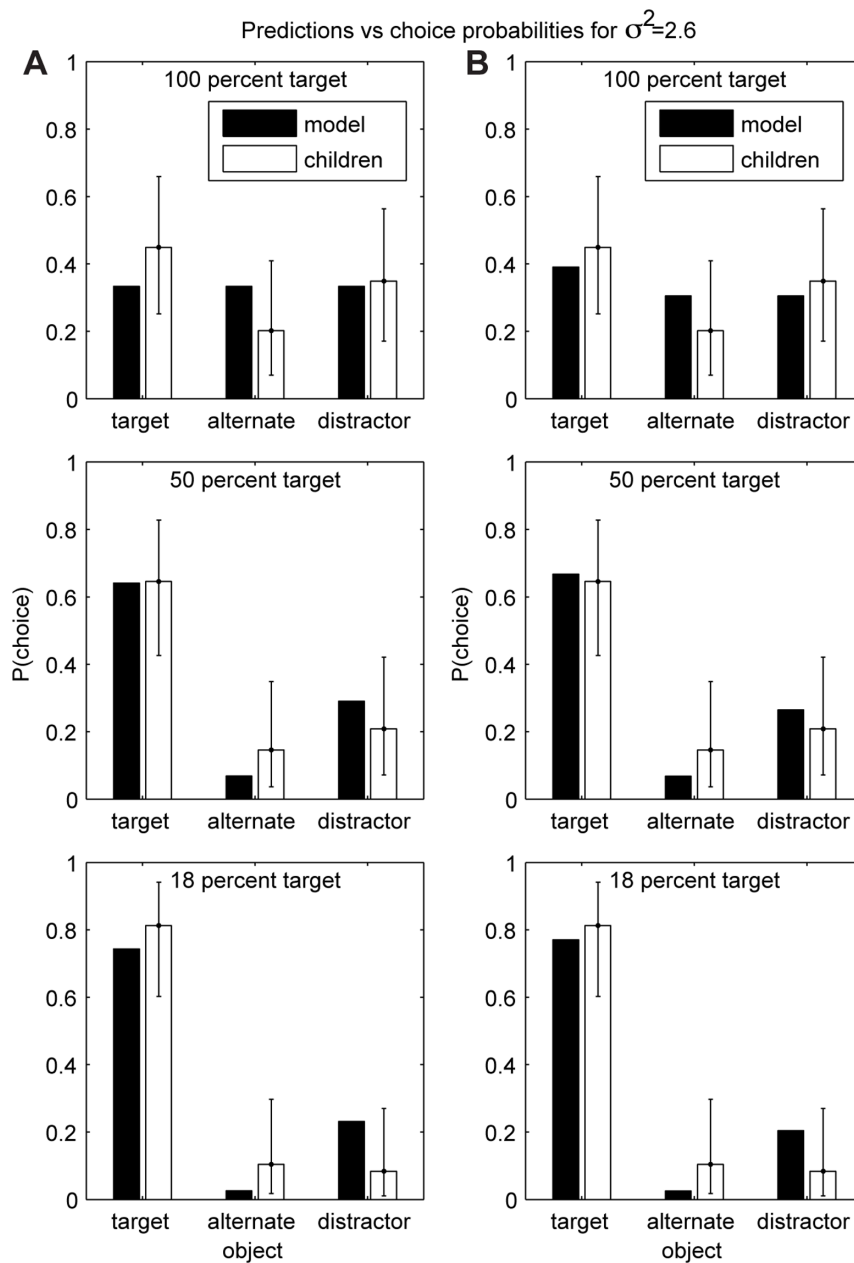 Predictions vs choice probabilities for σ²=2.6
A
100 percent target
model
children
1
0.8
0.6
0.4
0.2
0
target alternate distractor
50 percent target
P(choice)
1
0.8
0.6
0.4
0.2
0
target alternate distractor
18 percent target
1
0.8
0.6
0.4
0.2
0
target alternate distractor
object
B
100 percent target
model
children
1
0.8
0.6
0.4
0.2
0
target alternate distractor
50 percent target
P(choice)
1
0.8
0.6
0.4
0.2
0
target alternate distractor
18 percent target
1
0.8
0.6
0.4
0.2
0
target alternate distractor
object